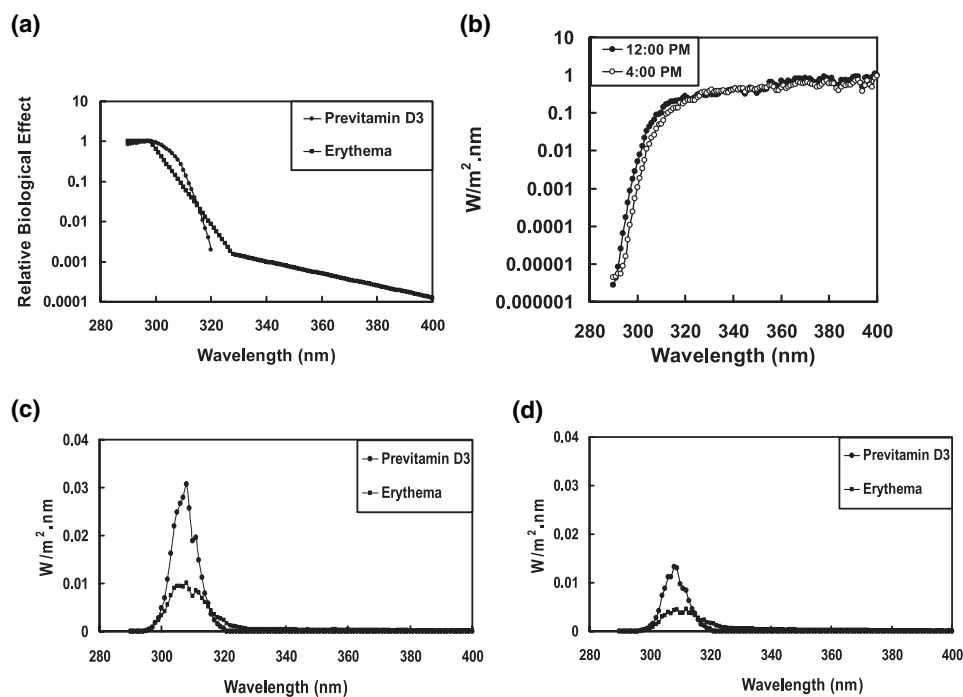 (a)
Relative Biological Effect
10
1
0.1
0.01
0.001
0.0001
Previtamin D3
Erythema
280 300 320 340 360 380 400
Wavelength (nm)
(b)
W/m².nm
10
1
0.1
0.01
0.001
0.0001
0.00001
0.000001
12:00 PM
4:00 PM
280 300 320 340 360 380 400
Wavelength (nm)
(c)
W/m².nm
0.04
0.03
0.02
0.01
0
Previtamin D3
Erythema
280 300 320 340 360 380 400
Wavelength (nm)
(d)
W/m².nm
0.04
0.03
0.02
0.01
0
Previtamin D3
Erythema
280 300 320 340 360 380 400
Wavelength (nm)